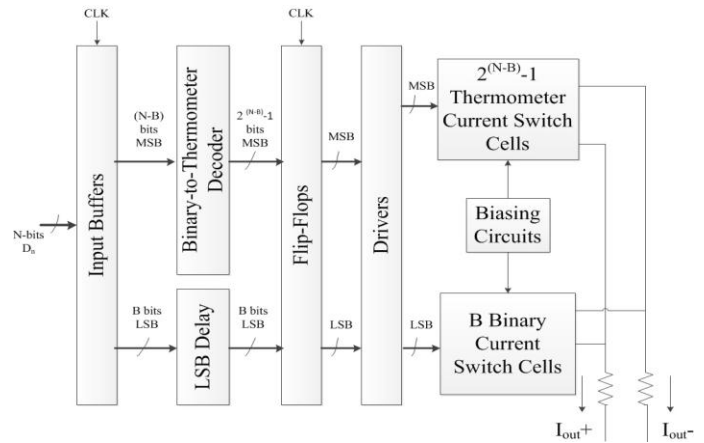 CLK
CLK
Input Buffers
(N-B)
bits
MSB
Binary-to-Thermometer
Decoder
2^(N-B)-1
bits
MSB
Flip-Flops
MSB
Drivers
MSB
2^(N-B)-1
Thermometer
Current Switch
Cells
N-bits
Dₙ
Biasing
Circuits
B bits
LSB
LSB Delay
B bits
LSB
LSB
LSB
B Binary
Current
Switch Cells
Iout+
Iout-